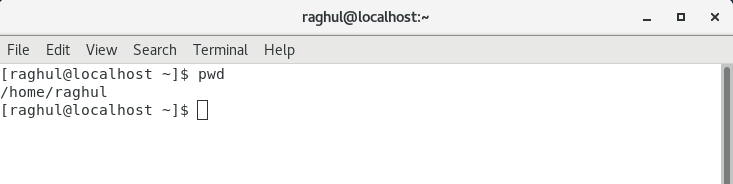 raghul@localhost:~
File Edit View Search Terminal Help
[raghul@localhost ~]$ pwd
/home/raghul
[raghul@localhost ~]$